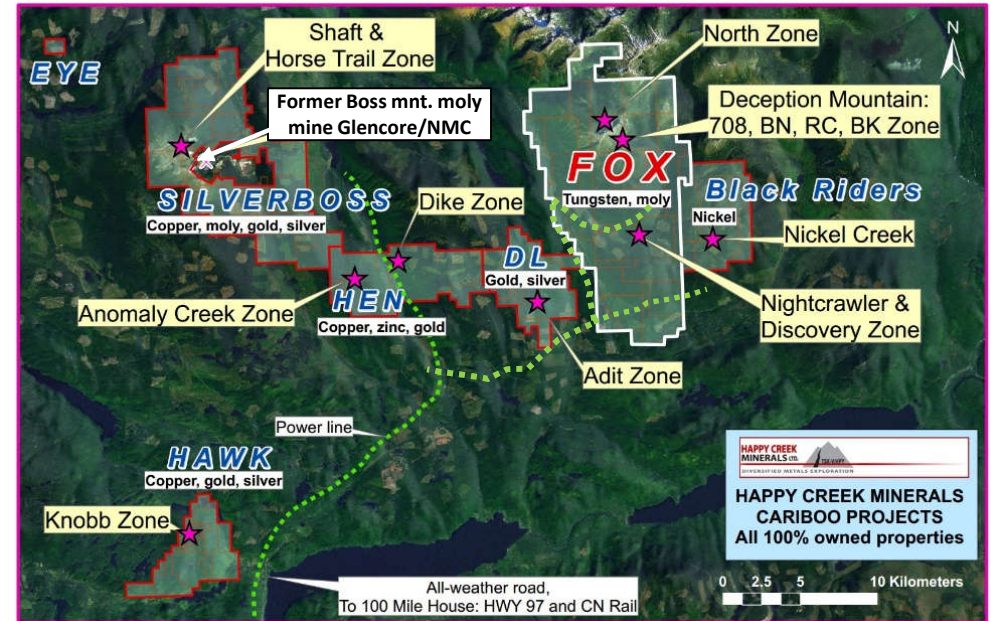 Shaft &
Horse Trail Zone
EYE
Former Boss mnt. moly
mine Glencore/NMC
SILVERBOSS
Copper, moly, gold, silver
North Zone
N
Deception Mountain:
708, BN, RC, BK Zone
FOX
Tungsten, moly
Black Riders
Nickel
Nickel Creek
Dike Zone
DL
Gold, silver
HEN
Copper, zinc, gold
Anomaly Creek Zone
Nightcrawler &
Discovery Zone
Adit Zone
Power line
HAWK
Copper, gold, silver
Knobb Zone
All-weather road,
To 100 Mile House: HWY 97 and CN Rail
HAPPY CREEK
MINERALS LTD.
DIVERSIFIED METALS EXPLORATION
HAPPY CREEK MINERALS
CARIBOO PROJECTS
All 100% owned properties
0 2.5 5 10 Kilometers